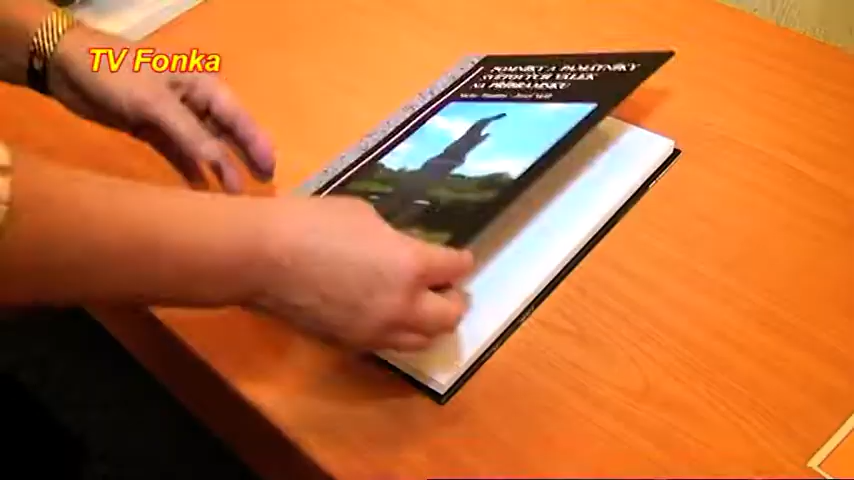 TV Fonka
POMNÍKY A PAMÁTNÍKY
SVĚTOVÝCH VÁLEK
NA PŘÍBRAMSKU